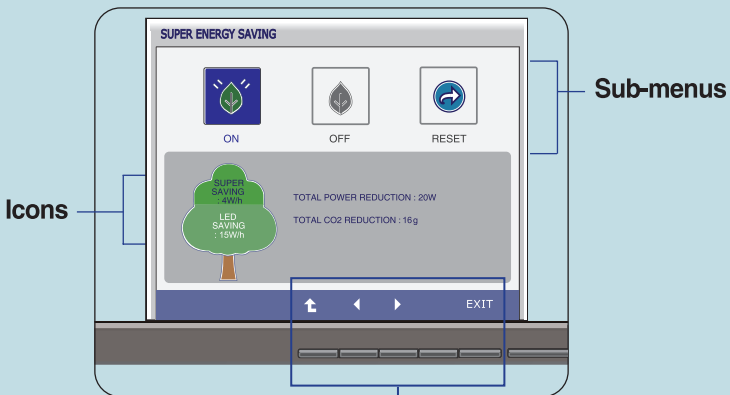 SUPER ENERGY SAVING
ON
OFF
RESET
Sub-menus
Icons
SUPER
SAVING
: 4W/h
LED
SAVING
: 15W/h
TOTAL POWER REDUCTION : 20W
TOTAL CO2 REDUCTION : 16g
EXIT